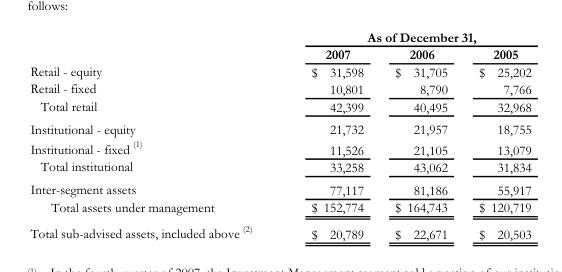 follows:
As of December 31,
2007 2006 2005
Retail - equity $ 31,598 $ 31,705 $ 25,202
Retail - fixed 10,801 8,790 7,766
Total retail 42,399 40,495 32,968
Institutional - equity 21,732 21,957 18,755
Institutional - fixed (1) 11,526 21,105 13,079
Total institutional 33,258 43,062 31,834
Inter-segment assets 77,117 81,186 55,917
Total assets under management $ 152,774 $ 164,743 $ 120,719
Total sub-advised assets, included above (2) $ 20,789 $ 22,671 $ 20,503
(1) In the fourth quarter of 2007, the Investment Management segment sold a portion of